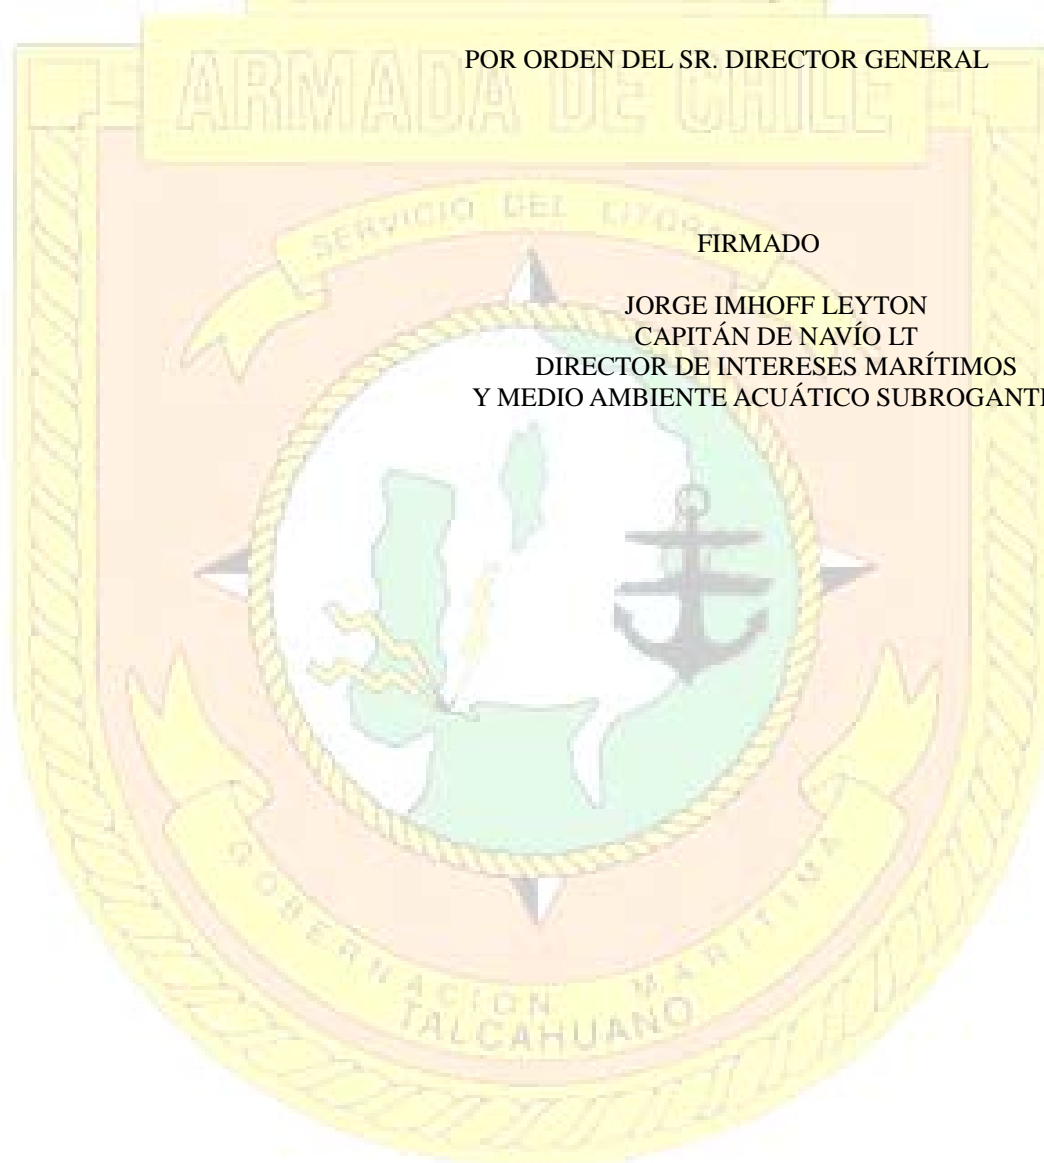 POR ORDEN DEL SR. DIRECTOR GENERAL
ARMADA DE CHILE
SERVICIO DEL LITORAL
FIRMADO
JORGE IMHOFF LEYTON
CAPITÁN DE NAVÍO LT
DIRECTOR DE INTERESES MARÍTIMOS
Y MEDIO AMBIENTE ACUÁTICO SUBROGANTE
GOBERNACION MARITIMA
TALCAHUANO